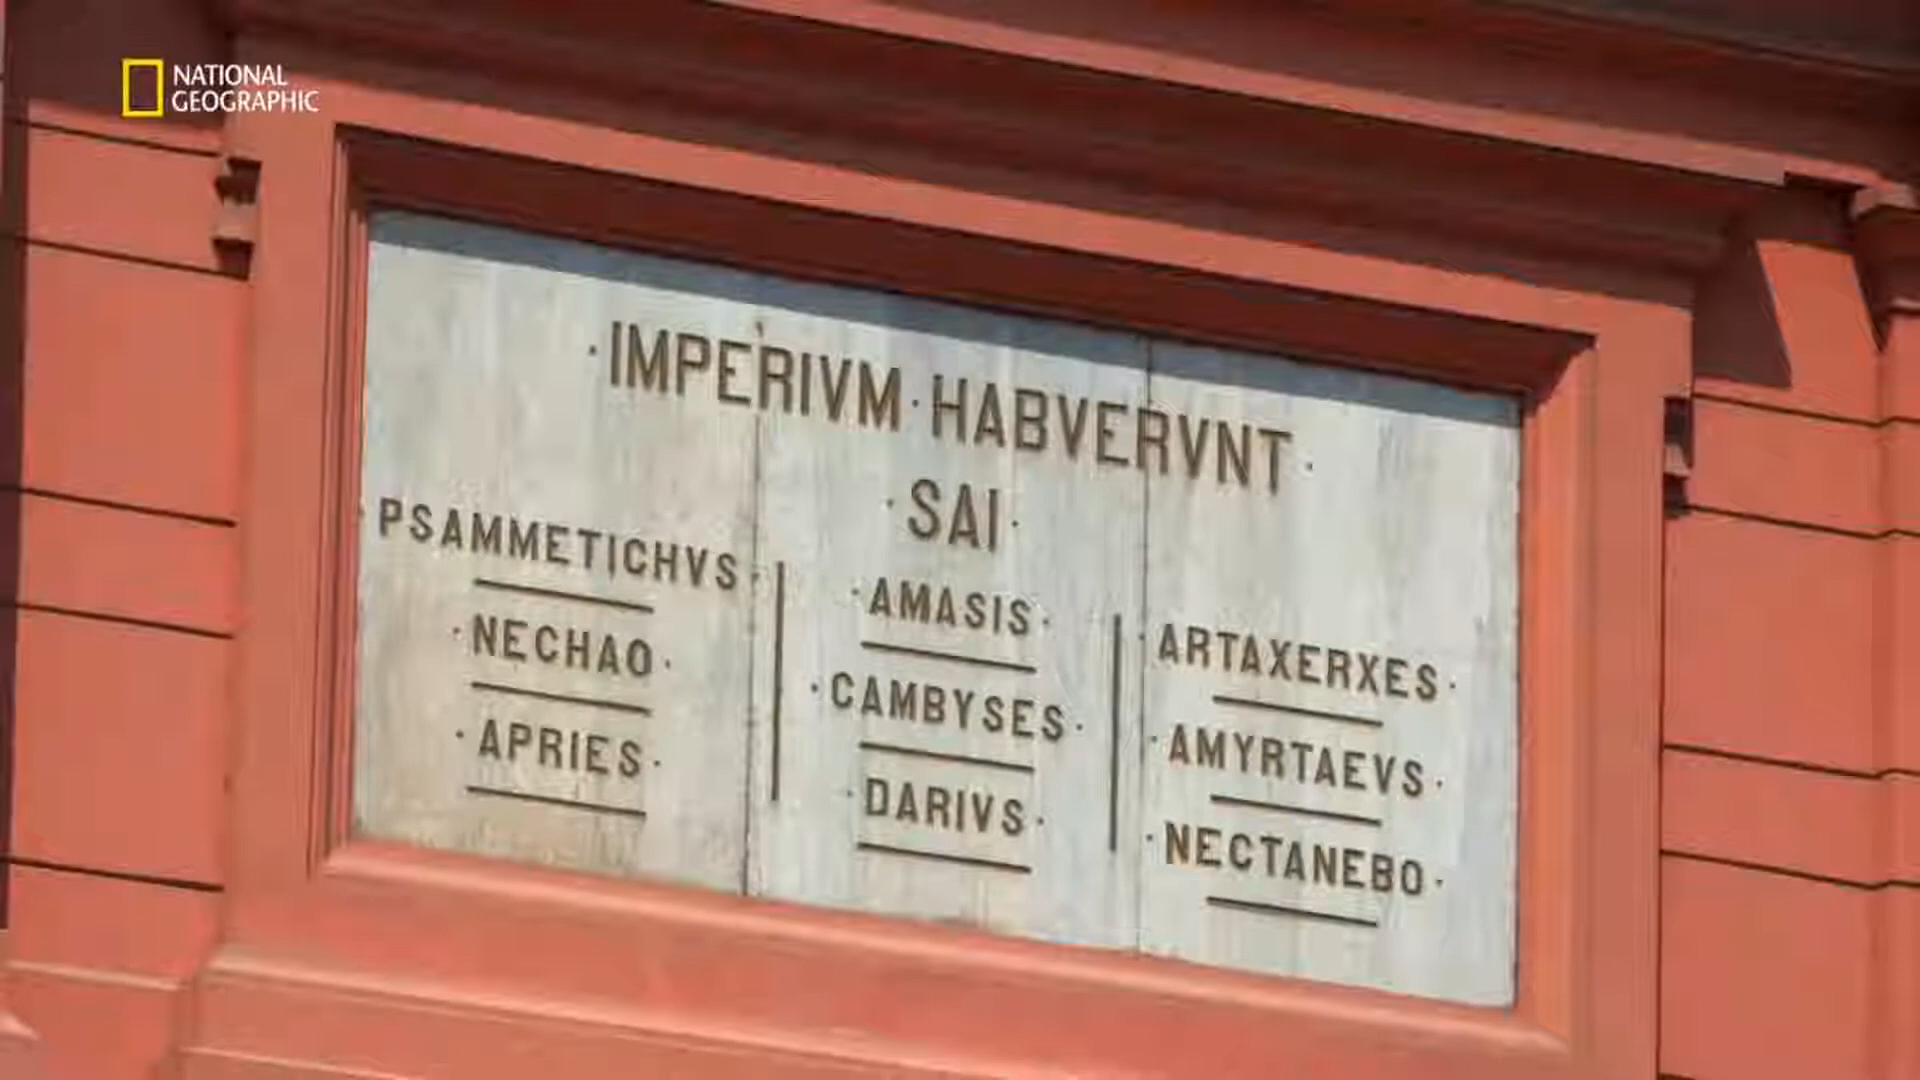 NATIONAL
GEOGRAPHIC
·IMPERIVM·HABVERVNT·
·SAI·
·PSAMMETICHVS·
·NECHAO·
·APRIES·
·AMASIS·
·CAMBYSES·
·DARIVS·
·ARTAXERXES·
·AMYRTAEVS·
·NECTANEBO·